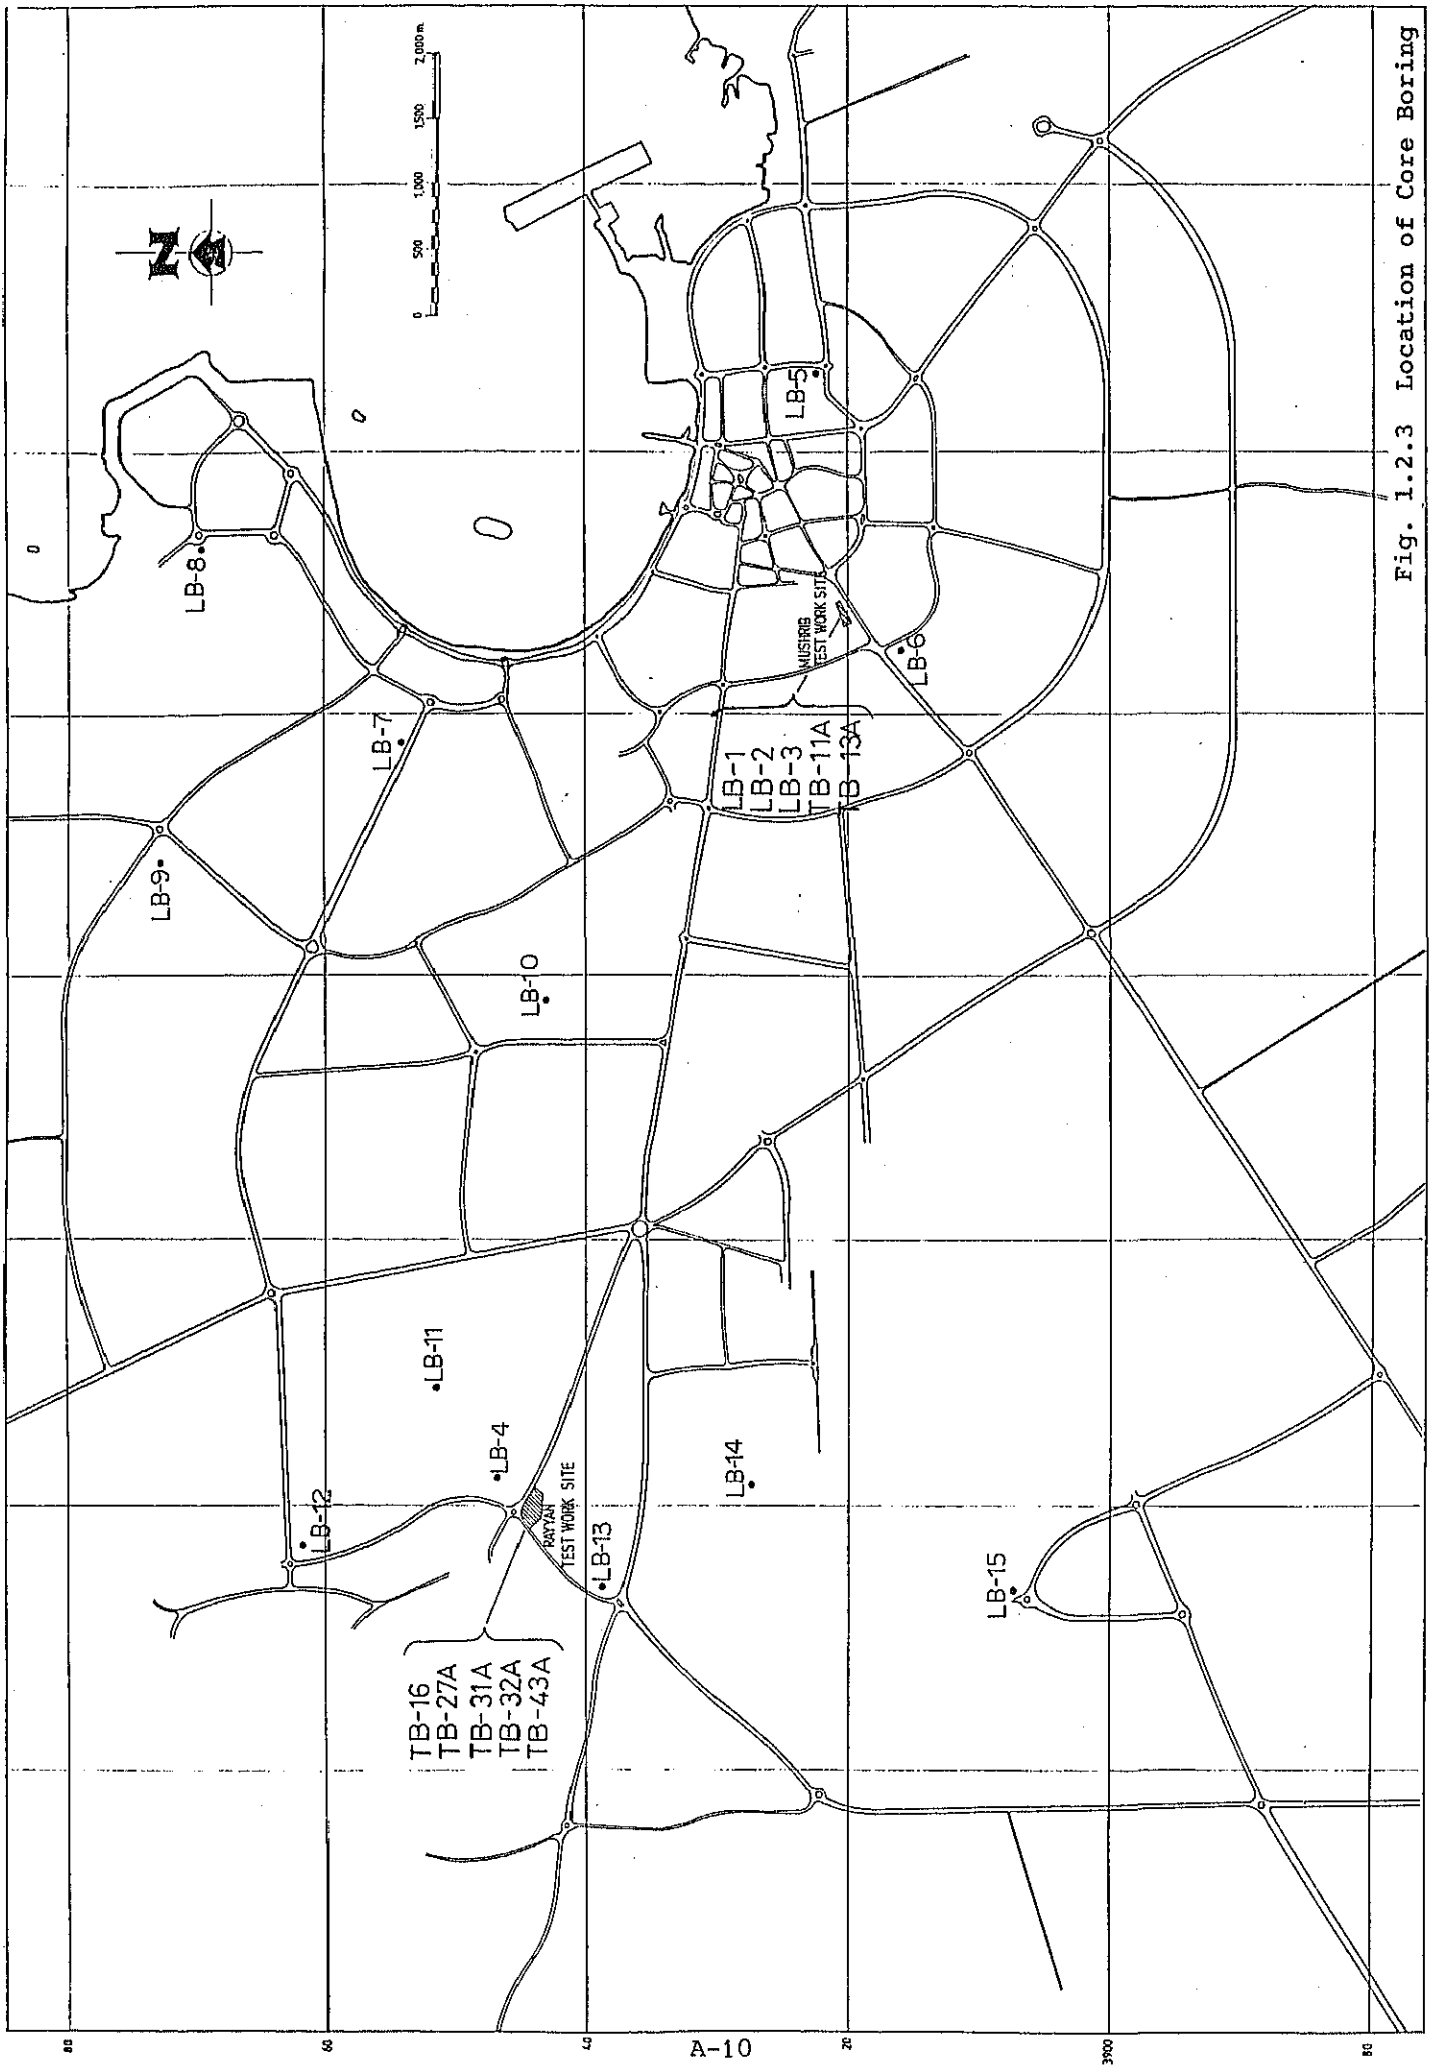 N
0 500 1,000 1,500 2,000m
LB-8
LB-9
LB-7
LB-10
LB-5
MUSHRIB
TEST WORK SITE
LB-6
LB-1
LB-2
LB-3
TB-11A
TB-13A
LB-11
LB-12
LB-4
RAYYAN
TEST WORK SITE
LB-13
LB-14
LB-15
TB-16
TB-27A
TB-31A
TB-32A
TB-43A
80
60
40
20
3900
80
A-10
Fig. 1.2.3 Location of Core Boring